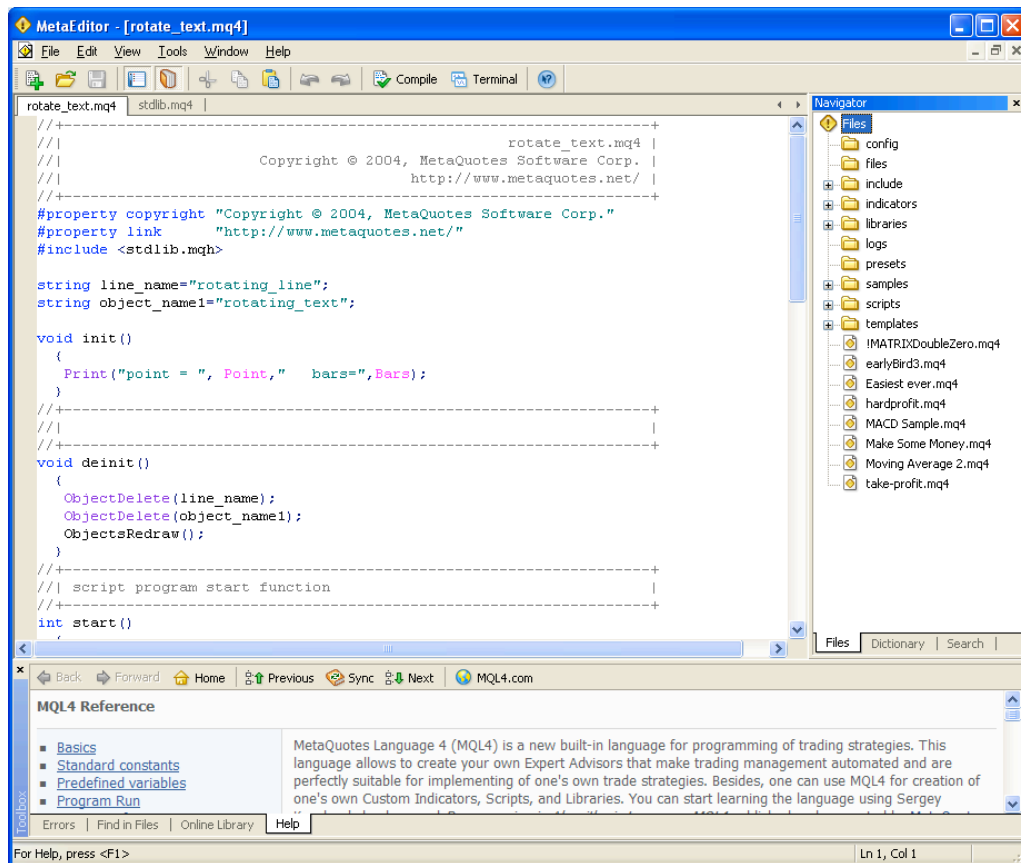 MetaEditor - [rotate_text.mq4]
File Edit View Tools Window Help
Compile Terminal
rotate_text.mq4 stdlib.mq4
//+------------------------------------------------------------------+
//| rotate_text.mq4 |
//| Copyright © 2004, MetaQuotes Software Corp. |
//| http://www.metaquotes.net/ |
//+------------------------------------------------------------------+
#property copyright "Copyright © 2004, MetaQuotes Software Corp."
#property link "http://www.metaquotes.net/"
#include <stdlib.mqh>
string line_name="rotating_line";
string object_name1="rotating_text";
void init()
{
Print("point = ", Point," bars=",Bars);
}
//+------------------------------------------------------------------+
//| |
//+------------------------------------------------------------------+
void deinit()
{
ObjectDelete(line_name);
ObjectDelete(object_name1);
ObjectsRedraw();
}
//+------------------------------------------------------------------+
//| script program start function |
//+------------------------------------------------------------------+
int start()
Navigator
Files
config
files
include
indicators
libraries
logs
presets
samples
scripts
templates
!MATRIXDoubleZero.mq4
earlyBird3.mq4
Easiest ever.mq4
hardprofit.mq4
MACD Sample.mq4
Make Some Money.mq4
Moving Average 2.mq4
take-profit.mq4
Files Dictionary Search
Back Forward Home Previous Sync Next MQL4.com
MQL4 Reference
Basics
Standard constants
Predefined variables
Program Run
MetaQuotes Language 4 (MQL4) is a new built-in language for programming of trading strategies. This
language allows to create your own Expert Advisors that make trading management automated and are
perfectly suitable for implementing of one's own trade strategies. Besides, one can use MQL4 for creation of
one's own Custom Indicators, Scripts, and Libraries. You can start learning the language using Sergey
Toolbox
Errors Find in Files Online Library Help
For Help, press <F1>
Ln 1, Col 1